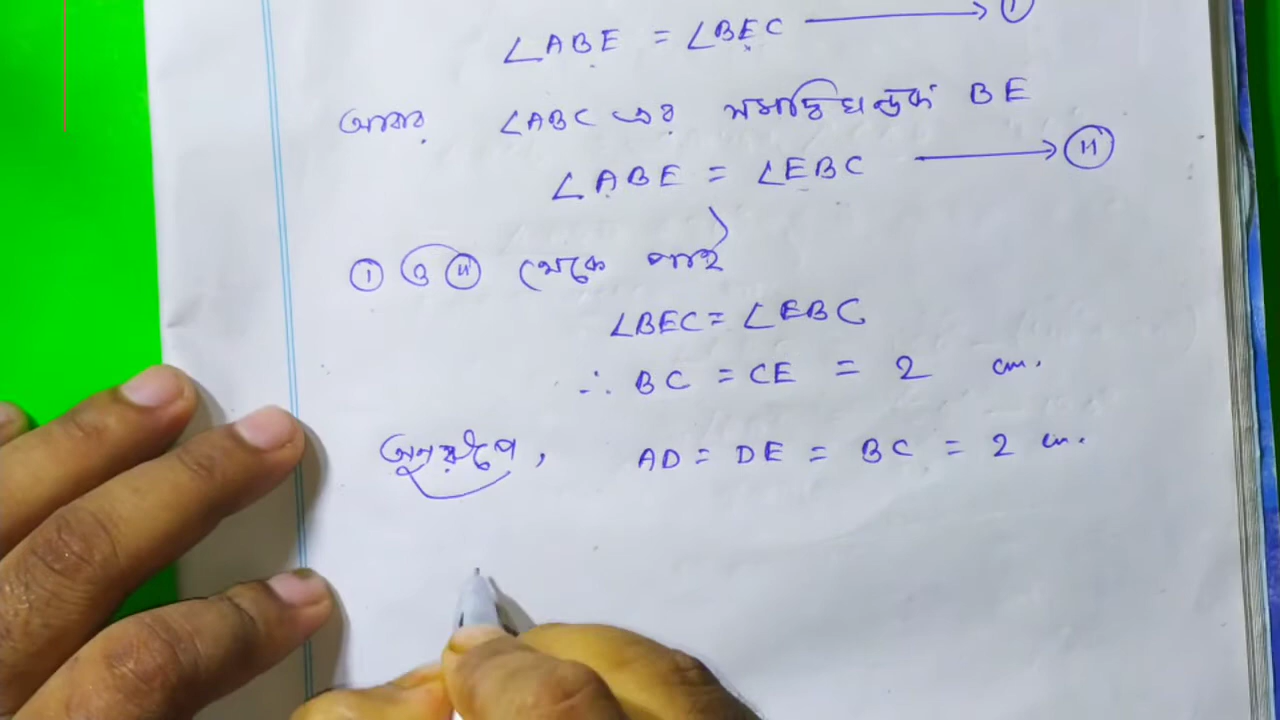 ∠ABE = ∠BEC ⟶ ⓘ
আবার ∠ABC এর সমদ্বিখণ্ডক BE
∠ABE = ∠EBC ⟶ ⓘⓘ
ⓘ ও ⓘⓘ থেকে পাই
∠BEC = ∠EBC
∴ BC = CE = 2 cm.
অনুরূপে, AD = DE = BC = 2 cm.